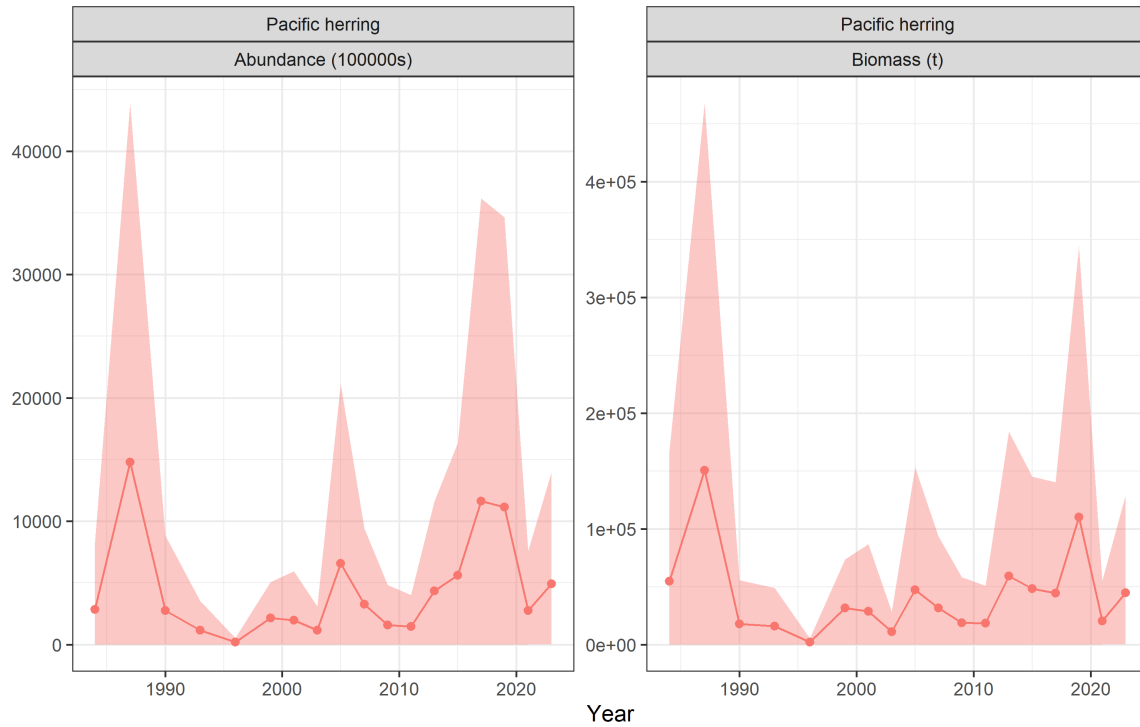 Pacific herring
Abundance (100000s)
40000
30000
20000
10000
0
1990 2000 2010 2020
Pacific herring
Biomass (t)
4e+05
3e+05
2e+05
1e+05
0e+00
1990 2000 2010 2020
Year